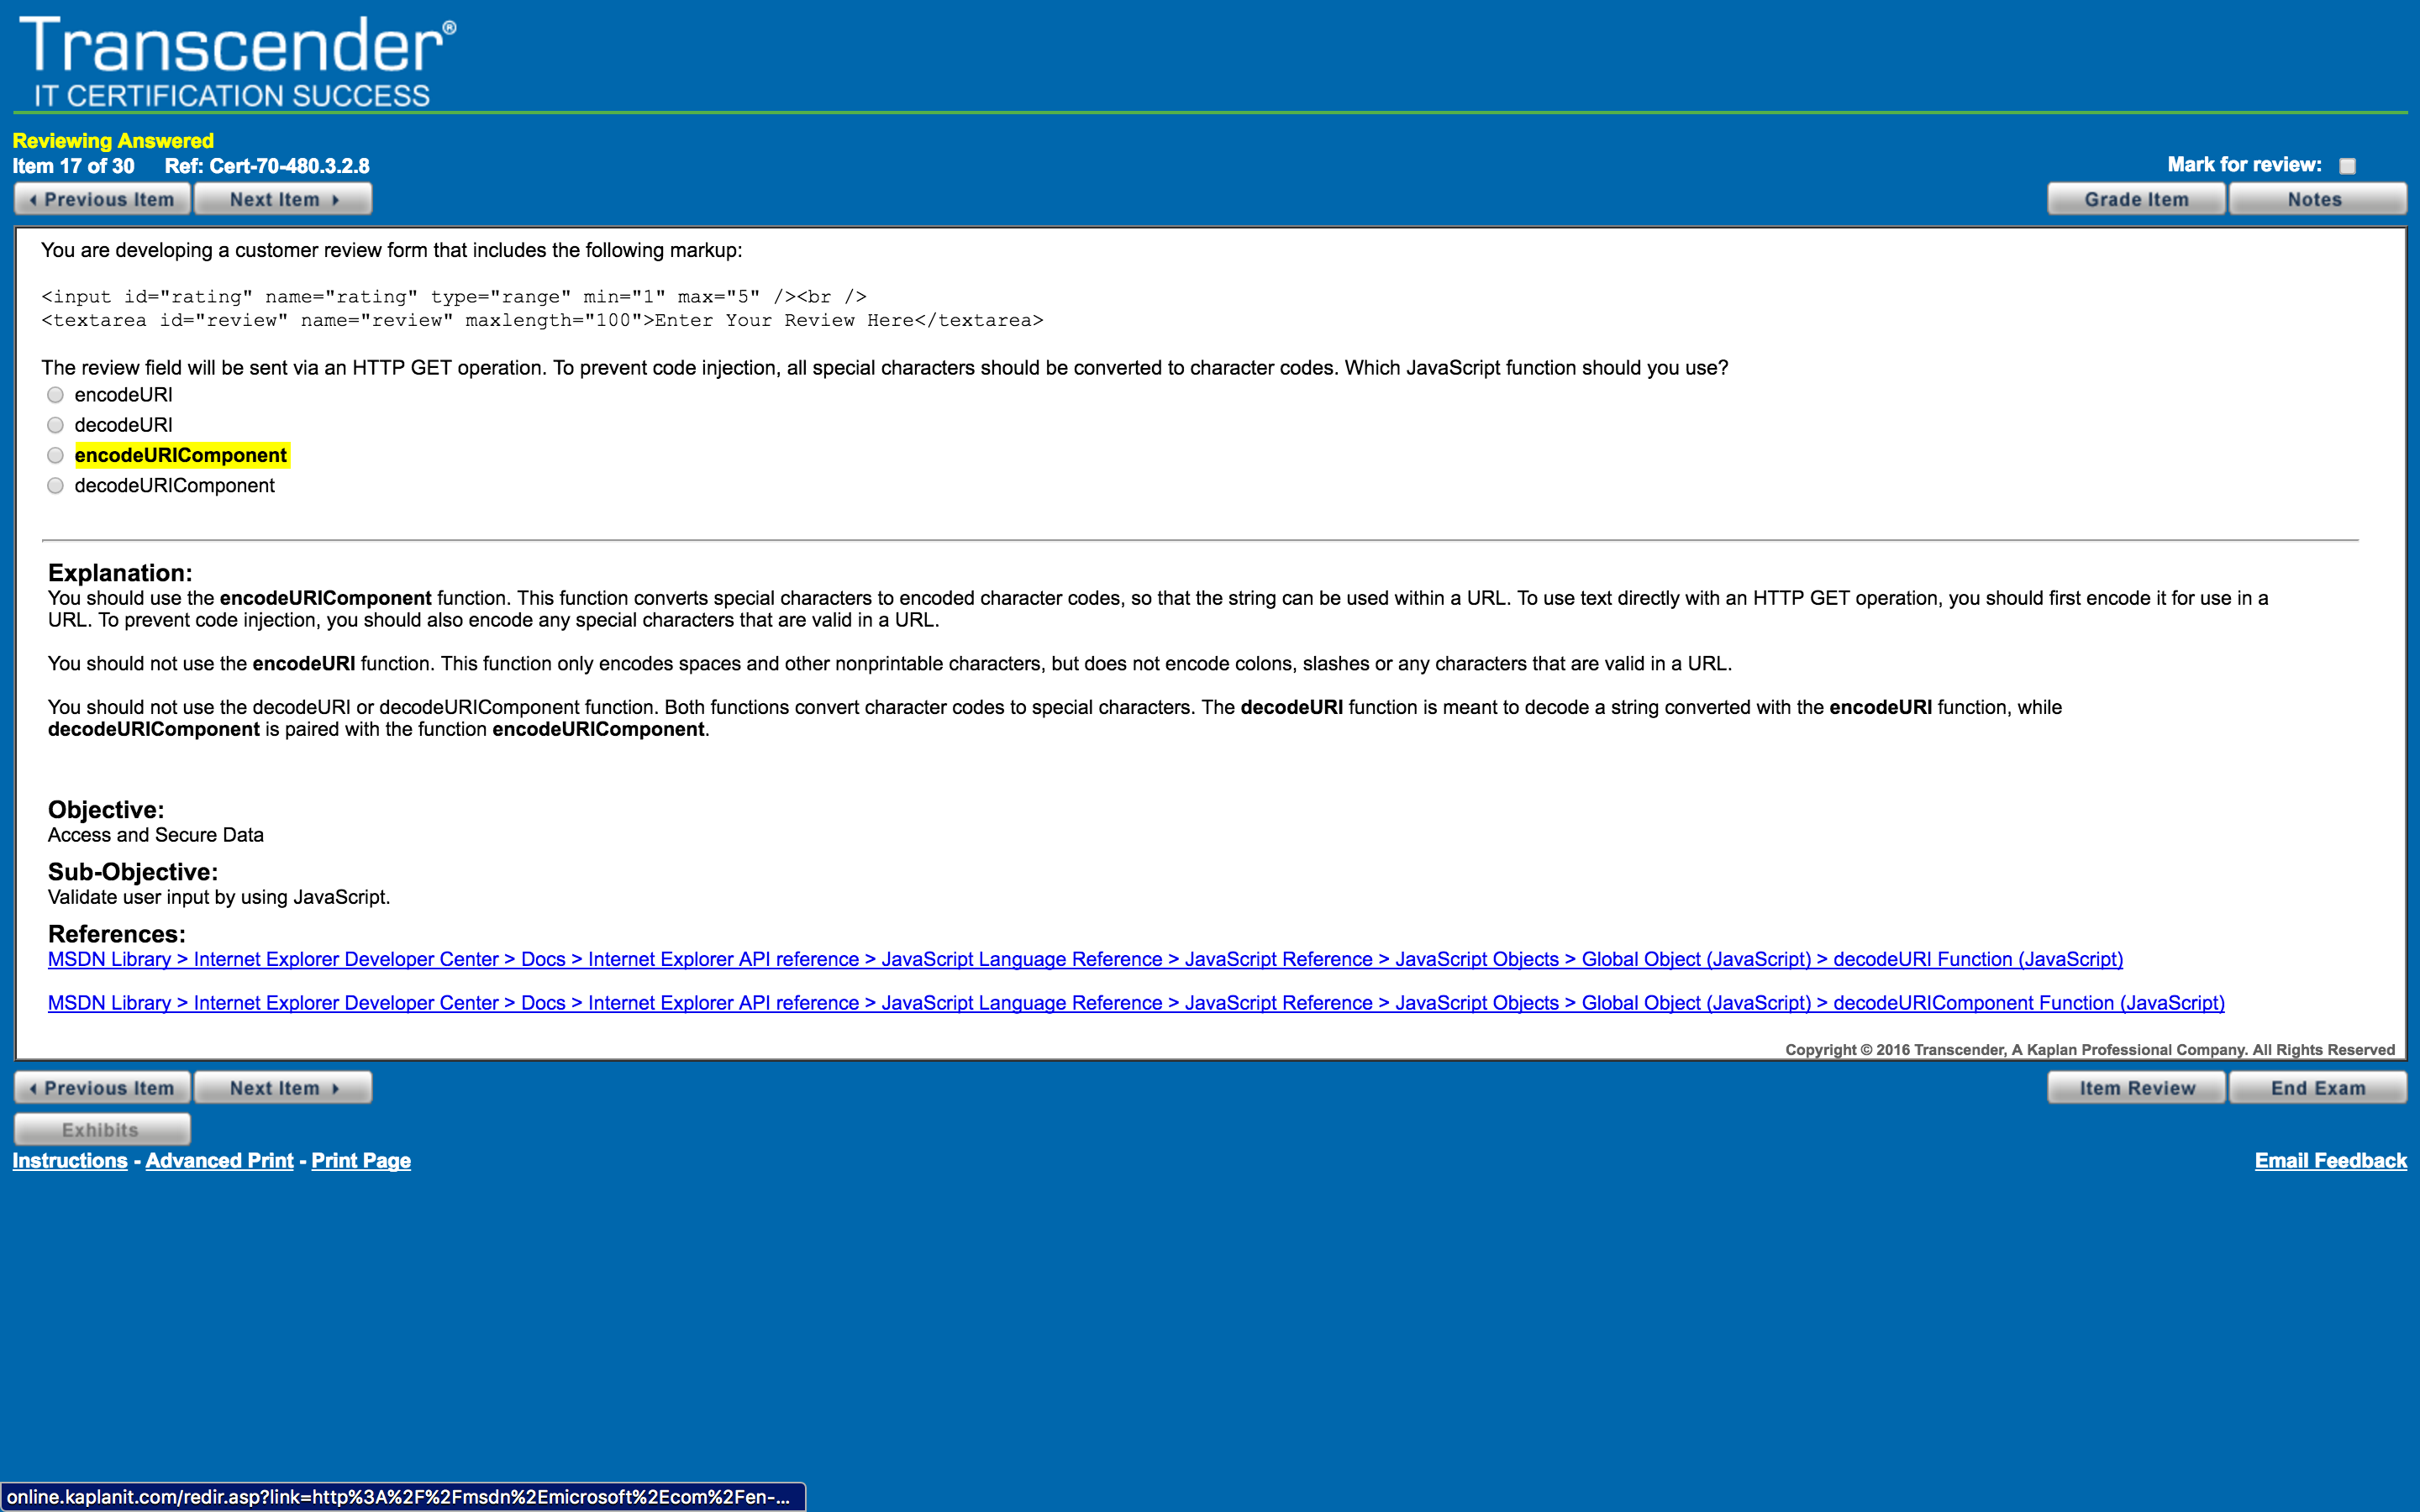 Transcender®
IT CERTIFICATION SUCCESS
Reviewing Answered
Item 17 of 30 Ref: Cert-70-480.3.2.8
Mark for review:
Previous Item Next Item Grade Item Notes
You are developing a customer review form that includes the following markup:
<input id="rating" name="rating" type="range" min="1" max="5" /><br />
<textarea id="review" name="review" maxlength="100">Enter Your Review Here</textarea>
The review field will be sent via an HTTP GET operation. To prevent code injection, all special characters should be converted to character codes. Which JavaScript function should you use?
encodeURI
decodeURI
encodeURIComponent
decodeURIComponent
Explanation:
You should use the encodeURIComponent function. This function converts special characters to encoded character codes, so that the string can be used within a URL. To use text directly with an HTTP GET operation, you should first encode it for use in a
URL. To prevent code injection, you should also encode any special characters that are valid in a URL.
You should not use the encodeURI function. This function only encodes spaces and other nonprintable characters, but does not encode colons, slashes or any characters that are valid in a URL.
You should not use the decodeURI or decodeURIComponent function. Both functions convert character codes to special characters. The decodeURI function is meant to decode a string converted with the encodeURI function, while
decodeURIComponent is paired with the function encodeURIComponent.
Objective:
Access and Secure Data
Sub-Objective:
Validate user input by using JavaScript.
References:
MSDN Library > Internet Explorer Developer Center > Docs > Internet Explorer API reference > JavaScript Language Reference > JavaScript Reference > JavaScript Objects > Global Object (JavaScript) > decodeURI Function (JavaScript)
MSDN Library > Internet Explorer Developer Center > Docs > Internet Explorer API reference > JavaScript Language Reference > JavaScript Reference > JavaScript Objects > Global Object (JavaScript) > decodeURIComponent Function (JavaScript)
Copyright © 2016 Transcender, A Kaplan Professional Company. All Rights Reserved
Previous Item Next Item Item Review End Exam
Exhibits
Instructions - Advanced Print - Print Page Email Feedback
online.kaplanit.com/redir.asp?link=http%3A%2F%2Fmsdn%2Emicrosoft%2Ecom%2Fen-...